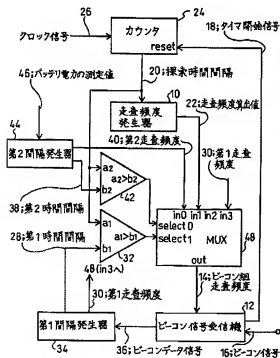 26
24
18;タイマ開始信号
クロック信号
カウンタ
reset
46;バッテリ電力の測定値
20;探索時間間隔
10
22;走査頻度算出値
走査頻度
発生器
44
40;第2走査頻度
30;第1走査
頻度
第2間隔発生器
a2
a2>b2
b2
42
in0 in1 in2 in3
select0
select1
MUX
48
out
38;第2時間間隔
28;第1時間間隔
a1
a1>b1
b1
32
48(in3へ)
14;ビーコン組
走査頻度
30;第1走査頻度
12
第1間隔発生器
ビーコン信号受信機
34
36;ビーコンデータ信号
16;ビーコン信号